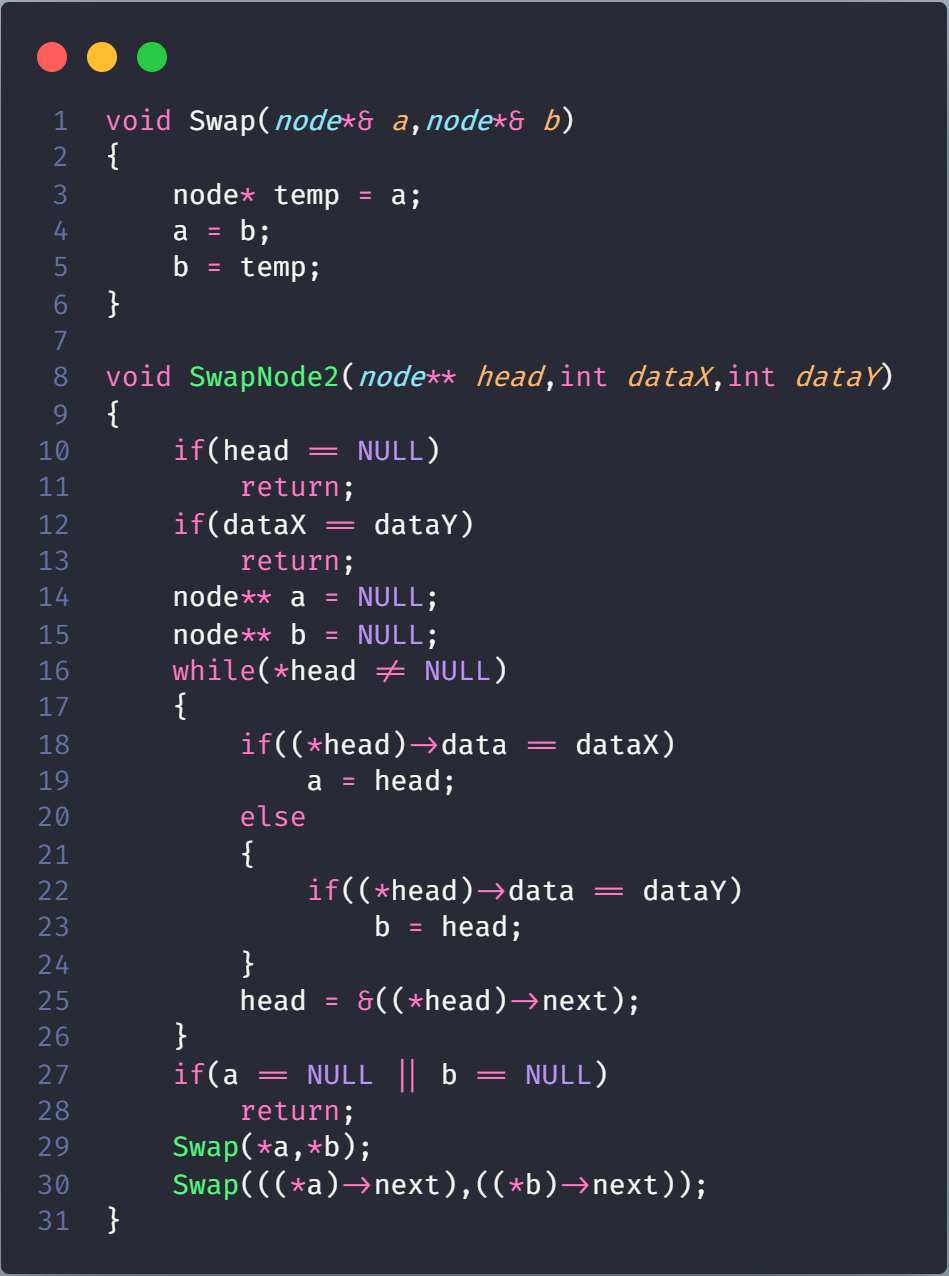 1 void Swap(node*& a,node*& b)
2 {
3     node* temp = a;
4     a = b;
5     b = temp;
6 }
7
8 void SwapNode2(node** head,int dataX,int dataY)
9 {
10     if(head == NULL)
11         return;
12     if(dataX == dataY)
13         return;
14     node** a = NULL;
15     node** b = NULL;
16     while(*head != NULL)
17     {
18         if((*head)->data == dataX)
19             a = head;
20         else
21         {
22             if((*head)->data == dataY)
23                 b = head;
24         }
25         head = &((*head)->next);
26     }
27     if(a == NULL || b == NULL)
28         return;
29     Swap(*a,*b);
30     Swap(((*a)->next),((*b)->next));
31 }